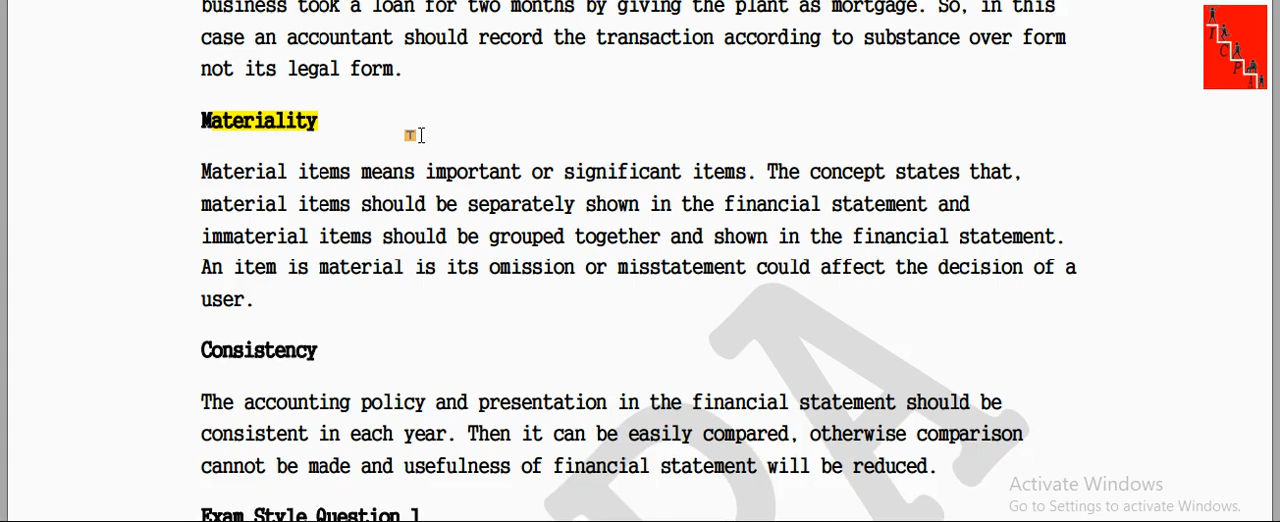 business took a loan for two months by giving the plant as mortgage. So, in this
case an accountant should record the transaction according to substance over form
not its legal form.
Materiality
T
Material items means important or significant items. The concept states that,
material items should be separately shown in the financial statement and
immaterial items should be grouped together and shown in the financial statement.
An item is material is its omission or misstatement could affect the decision of a
user.
Consistency
The accounting policy and presentation in the financial statement should be
consistent in each year. Then it can be easily compared, otherwise comparison
cannot be made and usefulness of financial statement will be reduced.
Exam Style Question 1
PA
Activate Windows
Go to Settings to activate Windows.
T
C
P
A